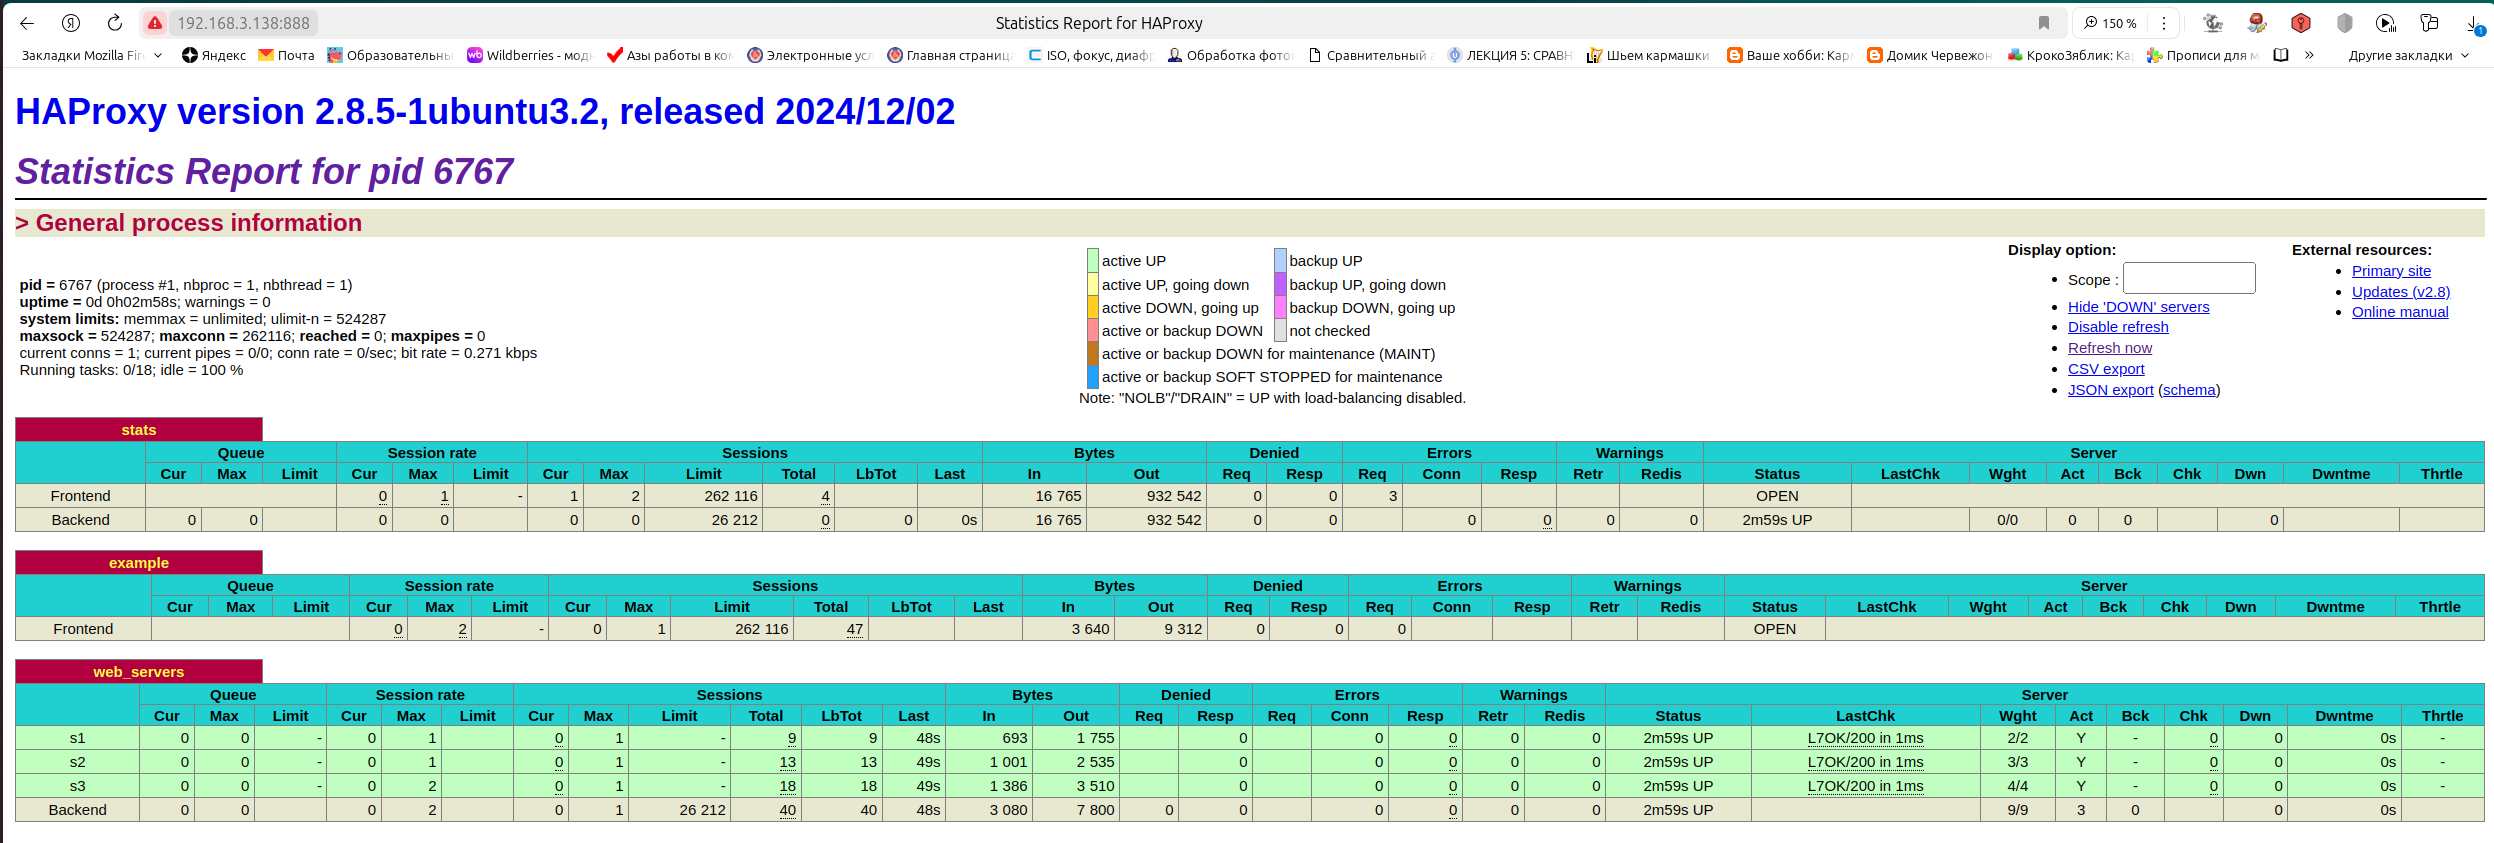 192.168.3.138:888 Statistics Report for HAProxy 150 %
Закладки Mozilla Яндекс Почта Wildberries - Азы работы в Электронные Главная ISO, фокус, Обработка Сравнительный ЛЕКЦИЯ 5: Шьем кармашки Ваше хобби: Домик КрокоЗяблик: Прописи для » Другие закладки
HAProxy version 2.8.5-1ubuntu3.2, released 2024/12/02
Statistics Report for pid 6767
> General process information
pid = 6767 (process #1, nbproc = 1, nbthread = 1)
uptime = 0d 0h02m58s; warnings = 0
system limits: memmax = unlimited; ulimit-n = 524287
maxsock = 524287; maxconn = 262116; reached = 0; maxpipes = 0
current conns = 1; current pipes = 0/0; conn rate = 0/sec; bit rate = 0.271 kbps
Running tasks: 0/18; idle = 100 %
active UP backup UP
active UP, going down backup UP, going down
active DOWN, going up backup DOWN, going up
active or backup DOWN not checked
active or backup DOWN for maintenance (MAINT)
active or backup SOFT STOPPED for maintenance
Note: "NOLB"/"DRAIN" = UP with load-balancing disabled.
Display option:
• Scope :
• Hide 'DOWN' servers
• Disable refresh
• Refresh now
• CSV export
• JSON export (schema)
External resources:
• Primary site
• Updates (v2.8)
• Online manual
stats
Queue Session rate Sessions Bytes Denied Errors Warnings Server
Cur Max Limit Cur Max Limit Cur Max Limit Total LbTot Last In Out Req Resp Req Conn Resp Retr Redis Status LastChk Wght Act Bck Chk Dwn Dwntme Thrtle
Frontend 0 1 - 1 2 262 116 4 16 765 932 542 0 0 3 OPEN
Backend 0 0 0 0 0 0 26 212 0 0 0s 16 765 932 542 0 0 0 0 0 0 2m59s UP 0/0 0 0 0
example
Queue Session rate Sessions Bytes Denied Errors Warnings Server
Cur Max Limit Cur Max Limit Cur Max Limit Total LbTot Last In Out Req Resp Req Conn Resp Retr Redis Status LastChk Wght Act Bck Chk Dwn Dwntme Thrtle
Frontend 0 2 - 0 1 262 116 47 3 640 9 312 0 0 0 OPEN
web_servers
Queue Session rate Sessions Bytes Denied Errors Warnings Server
Cur Max Limit Cur Max Limit Cur Max Limit Total LbTot Last In Out Req Resp Req Conn Resp Retr Redis Status LastChk Wght Act Bck Chk Dwn Dwntme Thrtle
s1 0 0 - 0 1 0 1 - 9 9 48s 693 1 755 0 0 0 0 0 2m59s UP L7OK/200 in 1ms 2/2 Y - 0 0 0s -
s2 0 0 - 0 1 0 1 - 13 13 49s 1 001 2 535 0 0 0 0 0 2m59s UP L7OK/200 in 1ms 3/3 Y - 0 0 0s -
s3 0 0 - 0 2 0 1 - 18 18 49s 1 386 3 510 0 0 0 0 0 2m59s UP L7OK/200 in 1ms 4/4 Y - 0 0 0s -
Backend 0 0 0 2 0 1 26 212 40 40 48s 3 080 7 800 0 0 0 0 0 0 2m59s UP 9/9 3 0 0 0s